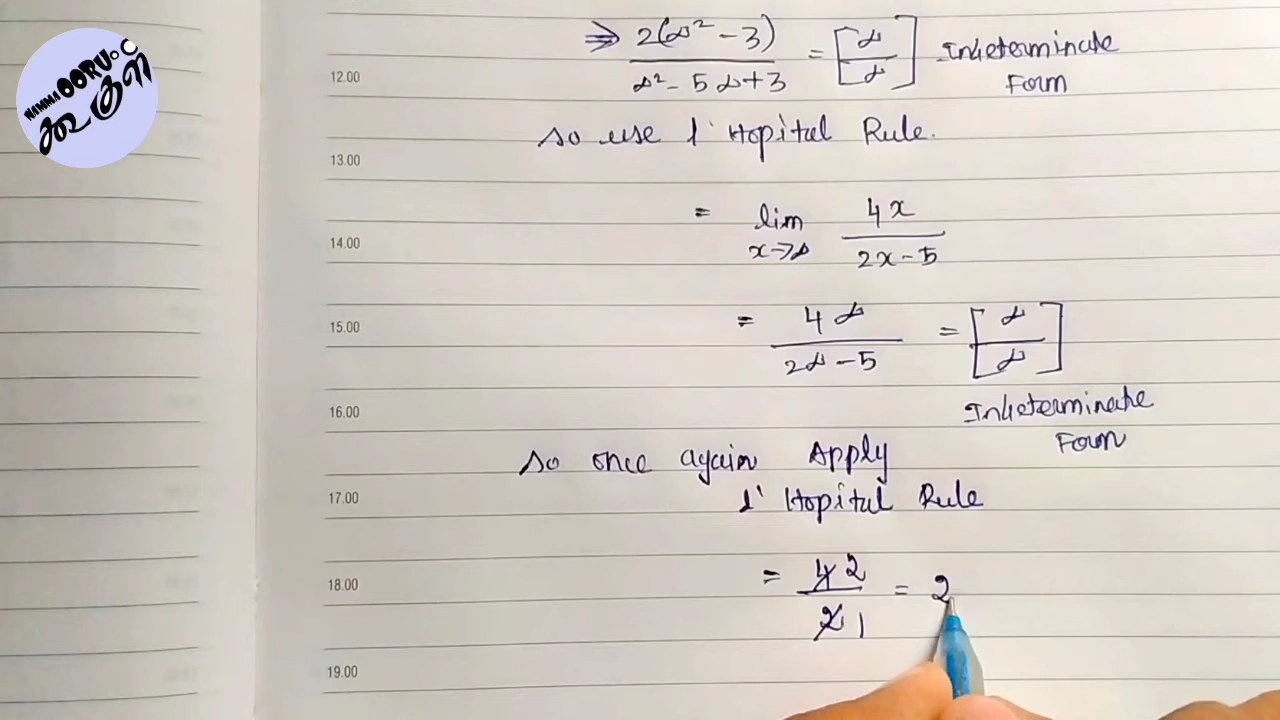 NAMMA OORU
⇒ 2(∞² - 3) / ∞² - 5∞ + 3 = [∞/∞] Indeterminate
Form
12.00
so use l' Hopital Rule.
13.00
= lim x→∞ 4x / 2x - 5
14.00
= 4∞ / 2∞ - 5 = [∞/∞]
15.00
Indeterminate
Form
16.00
So once again Apply
l' Hopital Rule
17.00
= 4 2 / 2 1 = 2
18.00
19.00